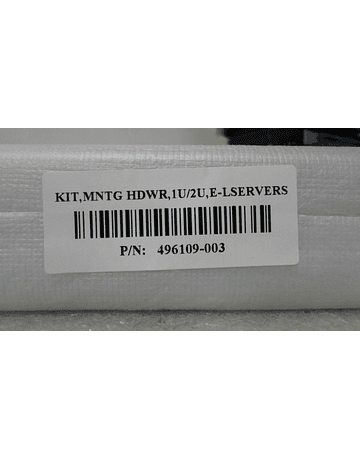 KIT,MNTG HDWR,1U/2U,E-LSERVERS
P/N: 496109-003